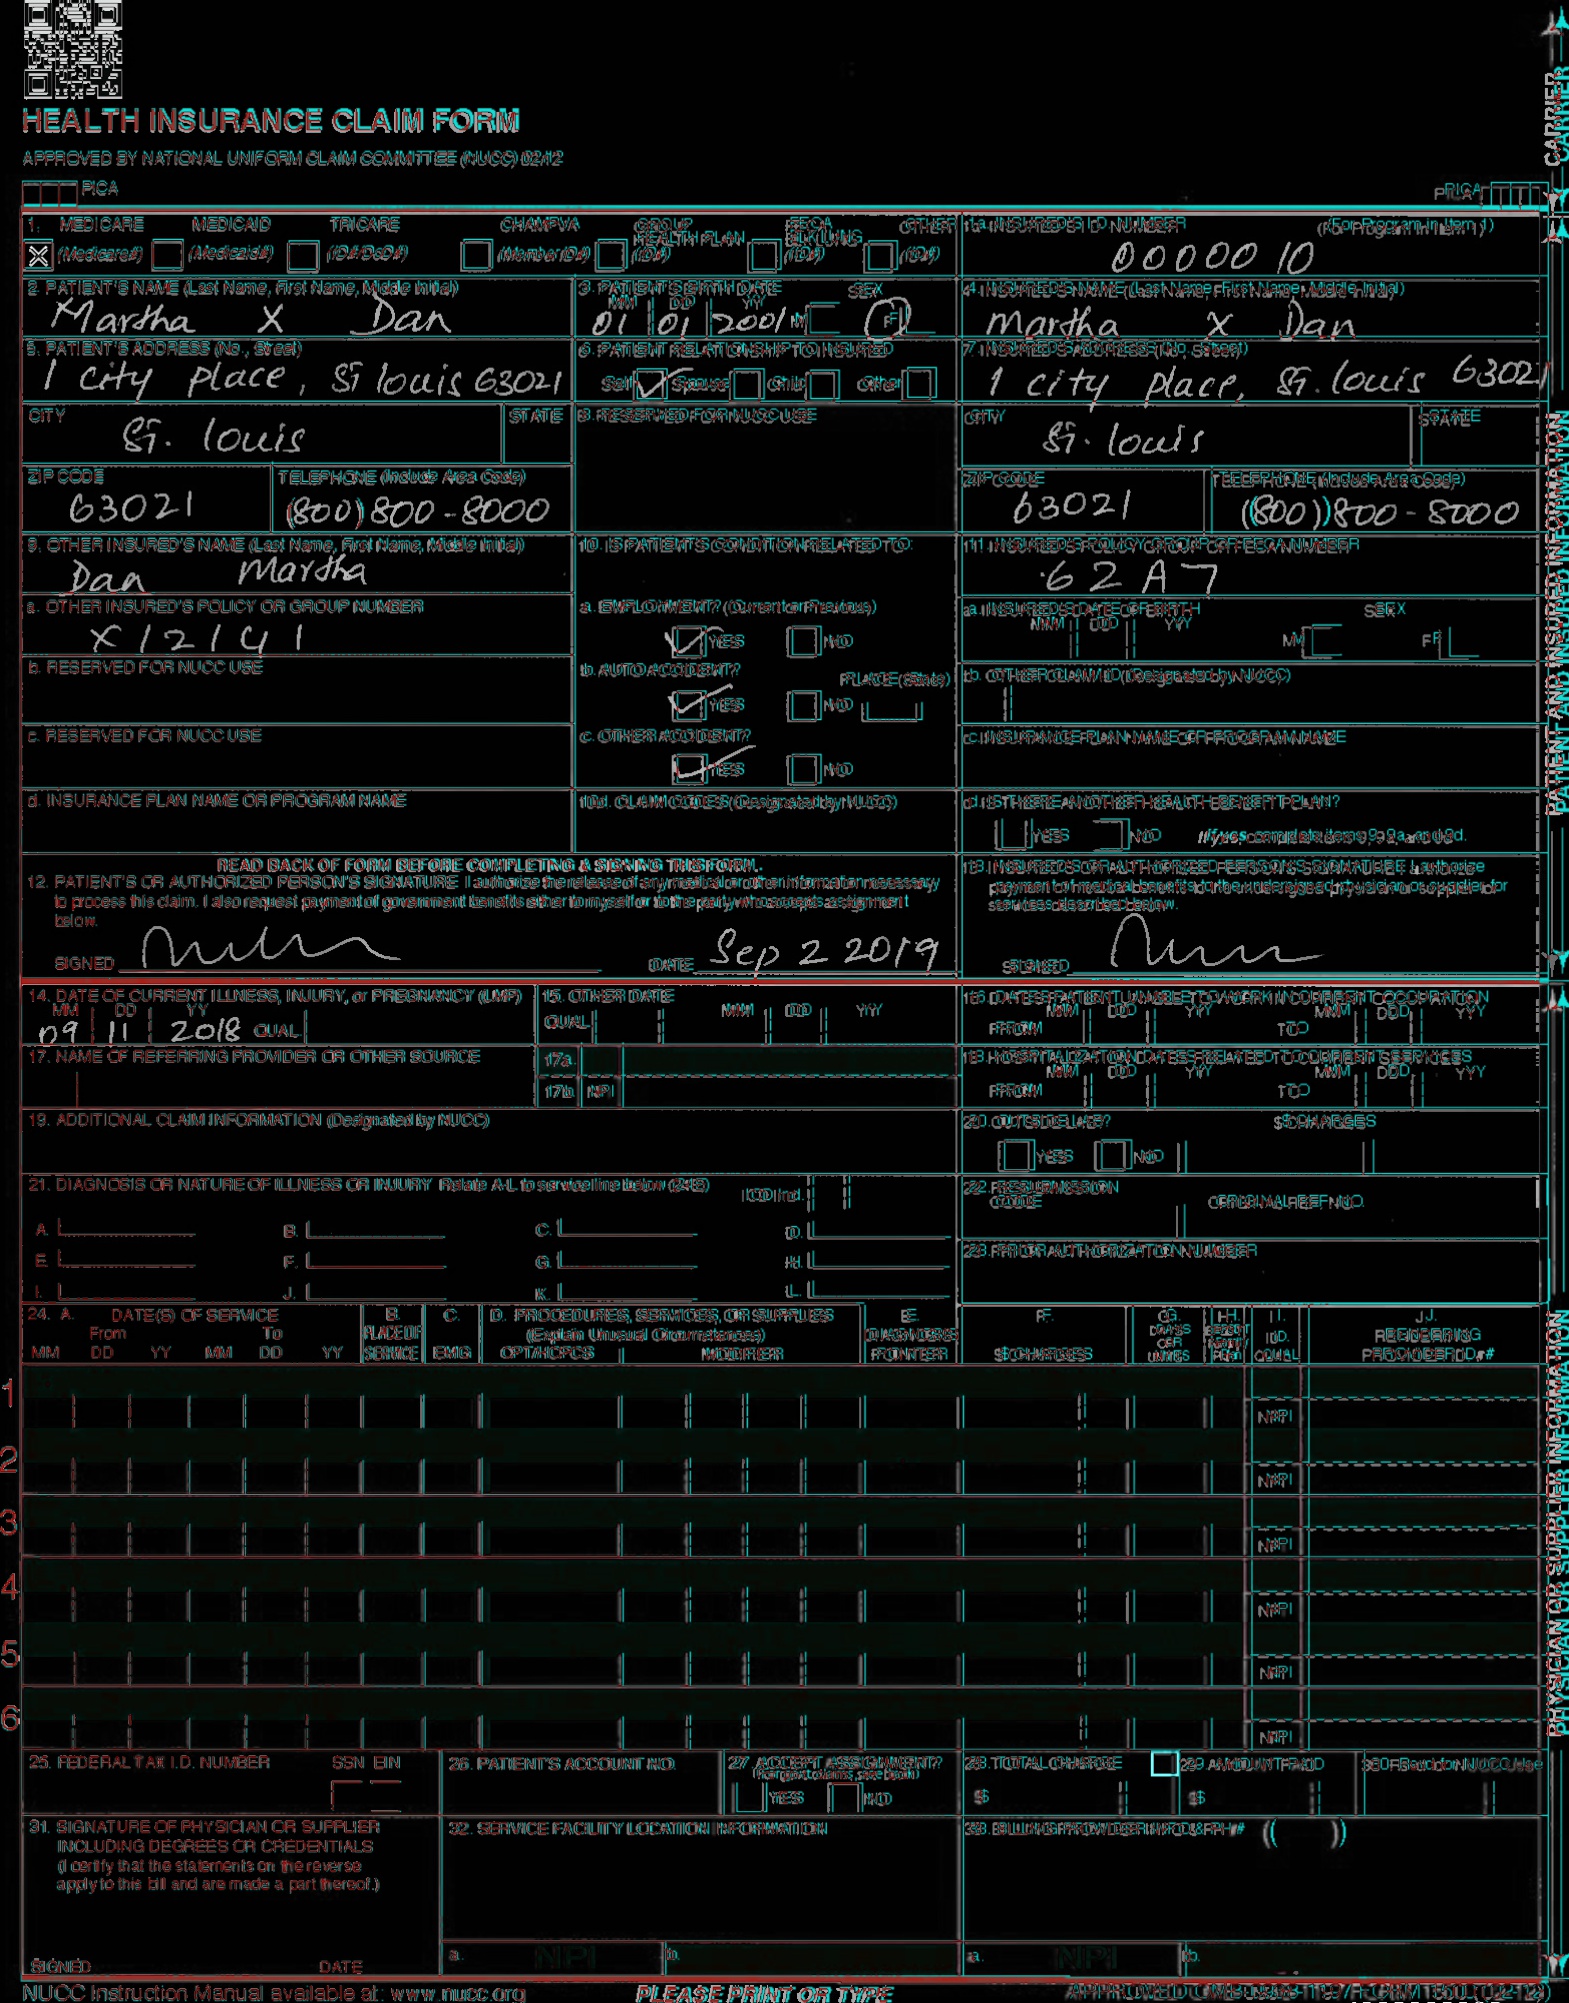 HEALTH INSURANCE CLAIM FORM
APPROVED BY NATIONAL UNIFORM CLAIM COMMITTEE (NUCC) 02/12
PICA
PICA
CARRIER
1. MEDICARE MEDICAID TRICARE CHAMPVA GROUP HEALTH PLAN FECA BLK LUNG OTHER
(Medicare#) (Medicaid#) (ID#/DoD#) (Member ID#) (ID#) (ID#) (ID#)
1a. INSURED'S I.D. NUMBER (For Program in Item 1)
0000010
2. PATIENT'S NAME (Last Name, First Name, Middle Initial)
Martha X Dan
3. PATIENT'S BIRTH DATE SEX
MM DD YY
01 01 2001 M F
4. INSURED'S NAME (Last Name, First Name, Middle Initial)
Martha X Dan
5. PATIENT'S ADDRESS (No., Street)
1 city place, St louis 63021
6. PATIENT RELATIONSHIP TO INSURED
Self Spouse Child Other
7. INSURED'S ADDRESS (No., Street)
1 city place, St. louis 63021
CITY STATE
St. louis
8. RESERVED FOR NUCC USE
CITY STATE
St. louis
ZIP CODE TELEPHONE (Include Area Code)
63021 (800) 800-8000
ZIP CODE TELEPHONE (Include Area Code)
63021 (800) 800-8000
9. OTHER INSURED'S NAME (Last Name, First Name, Middle Initial)
Dan Martha
10. IS PATIENT'S CONDITION RELATED TO:
11. INSURED'S POLICY GROUP OR FECA NUMBER
62A7
a. OTHER INSURED'S POLICY OR GROUP NUMBER
X12141
a. EMPLOYMENT? (Current or Previous)
YES NO
a. INSURED'S DATE OF BIRTH SEX
MM DD YY
M F
b. RESERVED FOR NUCC USE
b. AUTO ACCIDENT? PLACE (State)
YES NO
b. OTHER CLAIM ID (Designated by NUCC)
c. RESERVED FOR NUCC USE
c. OTHER ACCIDENT?
YES NO
c. INSURANCE PLAN NAME OR PROGRAM NAME
d. INSURANCE PLAN NAME OR PROGRAM NAME
10d. CLAIM CODES (Designated by NUCC)
d. IS THERE ANOTHER HEALTH BENEFIT PLAN?
YES NO If yes, complete items 9, 9a, and 9d.
READ BACK OF FORM BEFORE COMPLETING & SIGNING THIS FORM.
12. PATIENT'S OR AUTHORIZED PERSON'S SIGNATURE I authorize the release of any medical or other information necessary
to process this claim. I also request payment of government benefits either to myself or to the party who accepts assignment
below.
SIGNED DATE Sep 2 2019
13. INSURED'S OR AUTHORIZED PERSON'S SIGNATURE I authorize
payment of medical benefits to the undersigned physician or supplier for
services described below.
SIGNED
PATIENT AND INSURED INFORMATION
14. DATE OF CURRENT ILLNESS, INJURY, or PREGNANCY (LMP)
MM DD YY
09 11 2018 QUAL.
15. OTHER DATE
QUAL. MM DD YY
16. DATES PATIENT UNABLE TO WORK IN CURRENT OCCUPATION
MM DD YY MM DD YY
FROM TO
17. NAME OF REFERRING PROVIDER OR OTHER SOURCE
17a.
17b. NPI
18. HOSPITALIZATION DATES RELATED TO CURRENT SERVICES
MM DD YY MM DD YY
FROM TO
19. ADDITIONAL CLAIM INFORMATION (Designated by NUCC)
20. OUTSIDE LAB? $ CHARGES
YES NO
21. DIAGNOSIS OR NATURE OF ILLNESS OR INJURY Relate A-L to service line below (24E)
ICD Ind.
A. B. C. D.
E. F. G. H.
I. J. K. L.
22. RESUBMISSION CODE ORIGINAL REF. NO.
23. PRIOR AUTHORIZATION NUMBER
24. A. DATE(S) OF SERVICE
From To
MM DD YY MM DD YY
B. PLACE OF SERVICE
C. EMG
D. PROCEDURES, SERVICES, OR SUPPLIES
(Explain Unusual Circumstances)
CPT/HCPCS MODIFIER
E. DIAGNOSIS POINTER
F. $ CHARGES
G. DAYS OR UNITS
H. EPSDT Family Plan
I. ID. QUAL.
J. RENDERING PROVIDER ID. #
1 NPI
2 NPI
3 NPI
4 NPI
5 NPI
6 NPI
25. FEDERAL TAX I.D. NUMBER SSN EIN
26. PATIENT'S ACCOUNT NO.
27. ACCEPT ASSIGNMENT?
(For govt. claims, see back)
YES NO
28. TOTAL CHARGE
$
29. AMOUNT PAID
$
30. Rsvd for NUCC Use
31. SIGNATURE OF PHYSICIAN OR SUPPLIER
INCLUDING DEGREES OR CREDENTIALS
(I certify that the statements on the reverse
apply to this bill and are made a part thereof.)
SIGNED DATE
32. SERVICE FACILITY LOCATION INFORMATION
a. NPI b.
33. BILLING PROVIDER INFO & PH # ( )
a. NPI b.
PHYSICIAN OR SUPPLIER INFORMATION
NUCC Instruction Manual available at: www.nucc.org
PLEASE PRINT OR TYPE
APPROVED OMB-0938-1197 FORM 1500 (02-12)